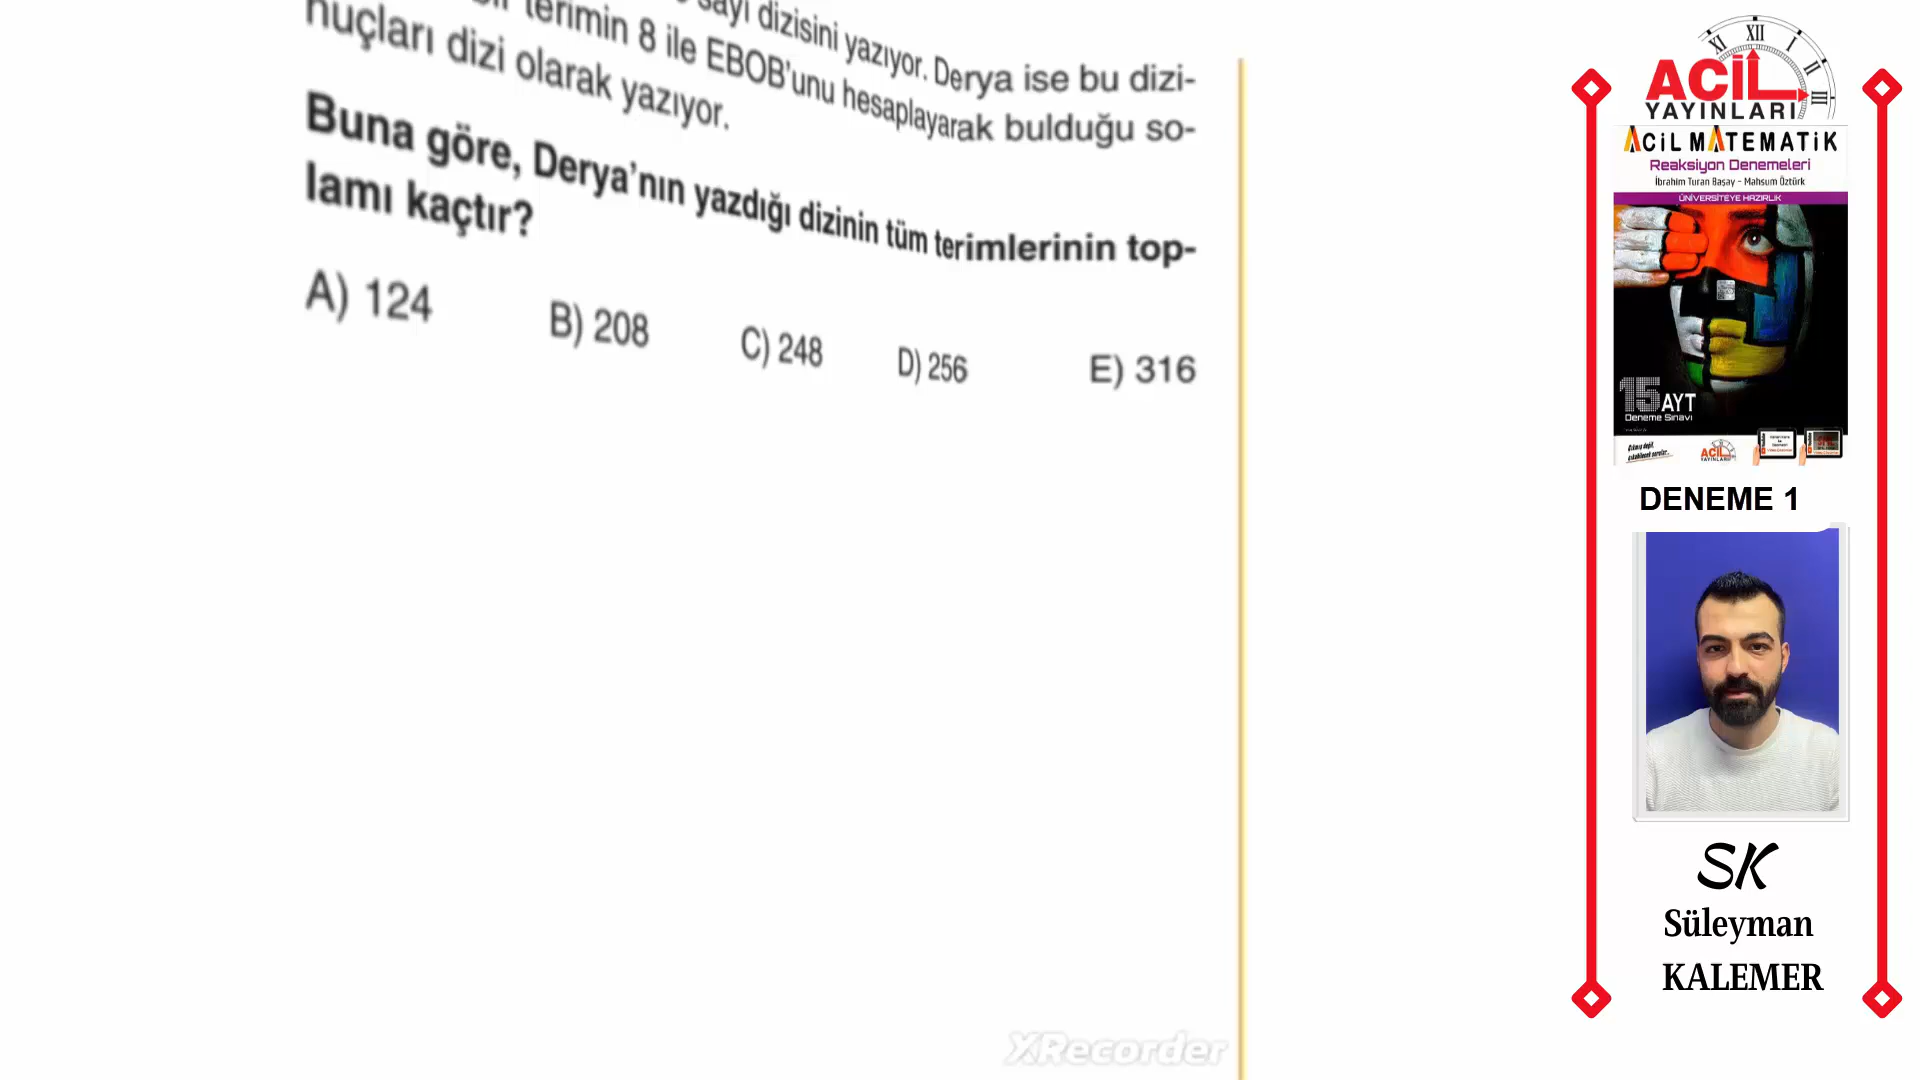 sayı dizisini yazıyor. Derya ise bu dizi-
bir terimin 8 ile EBOB'unu hesaplayarak bulduğu so-
nuçları dizi olarak yazıyor.
Buna göre, Derya'nın yazdığı dizinin tüm terimlerinin top-
lamı kaçtır?
A) 124 B) 208 C) 248 D) 256 E) 316
XRecorder
XI XII I II III
ACİL
YAYINLARI
ACİL MATEMATİK
Reaksiyon Denemeleri
İbrahim Turan Başay - Mahsum Öztürk
ÜNİVERSİTEYE HAZIRLIK
15 AYT
Deneme Sınavı
ACİL
YAYINLARI
DENEME 1
SK
Süleyman
KALEMER